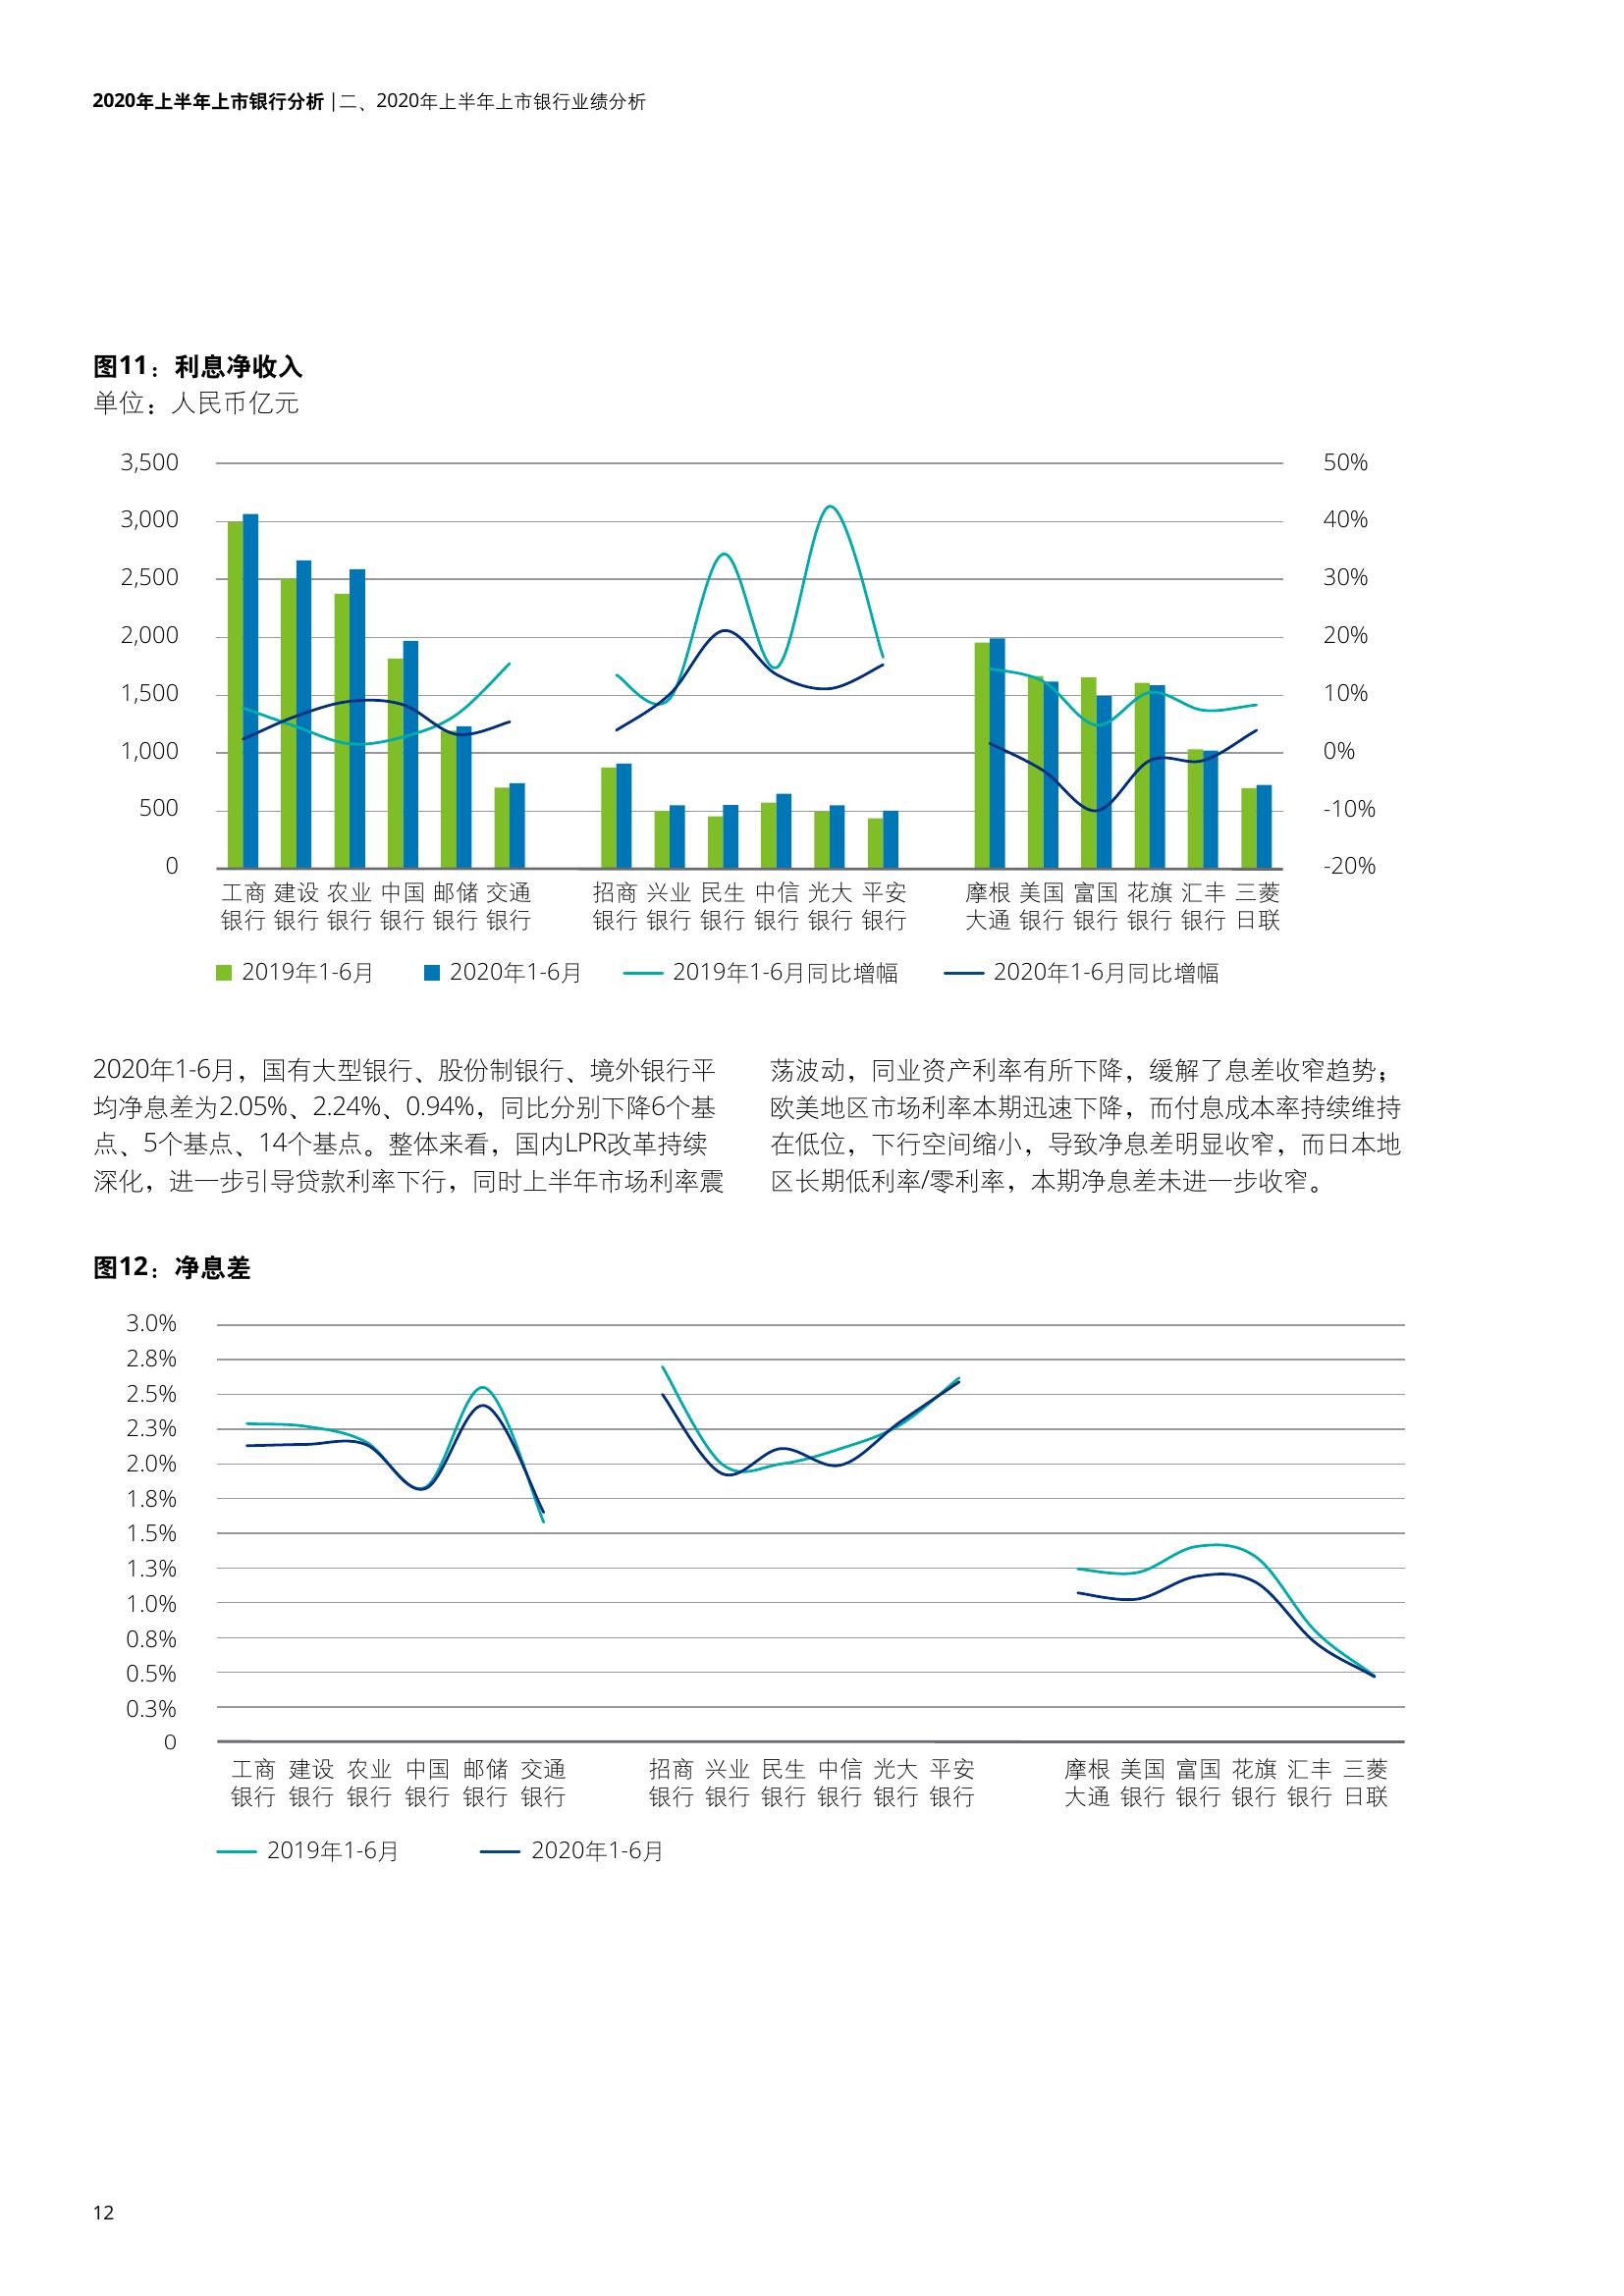 2020年上半年上市银行分析 |二、2020年上半年上市银行业绩分析
图11：利息净收入
单位：人民币亿元
3,500
3,000
2,500
2,000
1,500
1,000
500
0
50%
40%
30%
20%
10%
0%
-10%
-20%
工商 建设 农业 中国 邮储 交通 招商 兴业 民生 中信 光大 平安 摩根 美国 富国 花旗 汇丰 三菱
银行 银行 银行 银行 银行 银行 银行 银行 银行 银行 银行 银行 大通 银行 银行 银行 银行 日联
2019年1-6月 2020年1-6月 2019年1-6月同比增幅 2020年1-6月同比增幅
2020年1-6月，国有大型银行、股份制银行、境外银行平
均净息差为2.05%、2.24%、0.94%，同比分别下降6个基
点、5个基点、14个基点。整体来看，国内LPR改革持续
深化，进一步引导贷款利率下行，同时上半年市场利率震
荡波动，同业资产利率有所下降，缓解了息差收窄趋势；
欧美地区市场利率本期迅速下降，而付息成本率持续维持
在低位，下行空间缩小，导致净息差明显收窄，而日本地
区长期低利率/零利率，本期净息差未进一步收窄。
图12：净息差
3.0%
2.8%
2.5%
2.3%
2.0%
1.8%
1.5%
1.3%
1.0%
0.8%
0.5%
0.3%
0
工商 建设 农业 中国 邮储 交通 招商 兴业 民生 中信 光大 平安 摩根 美国 富国 花旗 汇丰 三菱
银行 银行 银行 银行 银行 银行 银行 银行 银行 银行 银行 银行 大通 银行 银行 银行 银行 日联
2019年1-6月 2020年1-6月
12